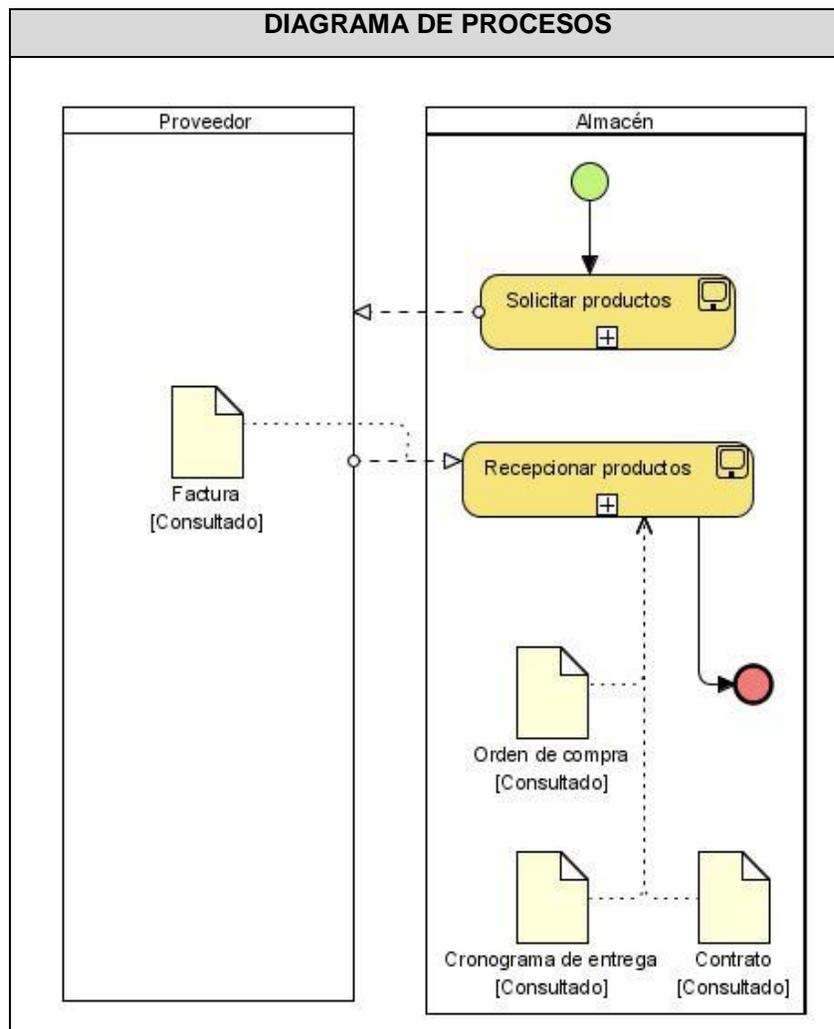 DIAGRAMA DE PROCESOS
Proveedor
Almacén
Solicitar productos
Factura
[Consultado]
Recepcionar productos
Orden de compra
[Consultado]
Cronograma de entrega
[Consultado]
Contrato
[Consultado]